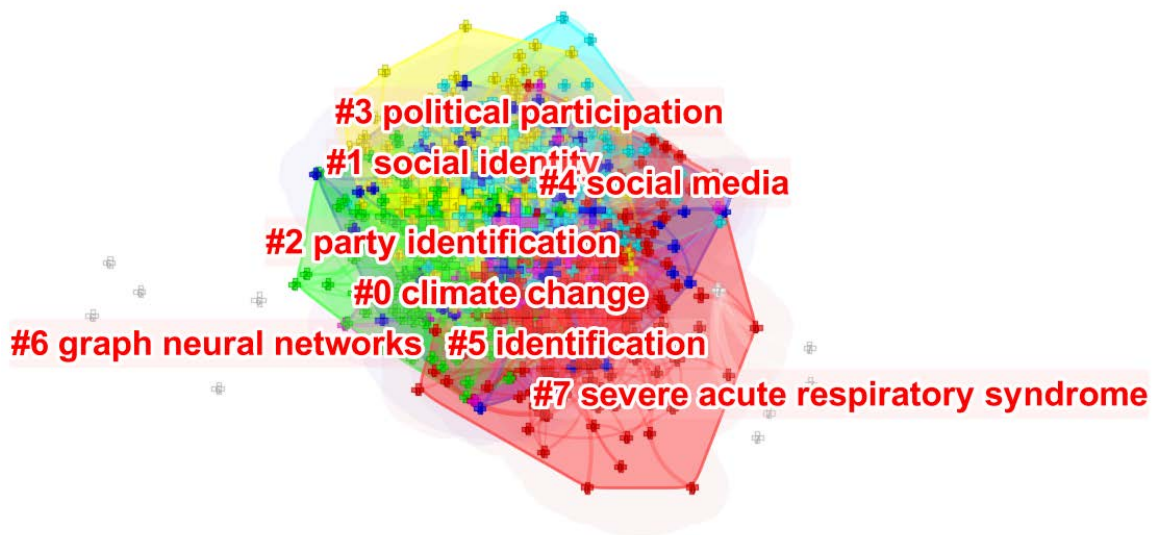 #3 political participation
#1 social identity
#4 social media
#2 party identification
#0 climate change
#6 graph neural networks
#5 identification
#7 severe acute respiratory syndrome